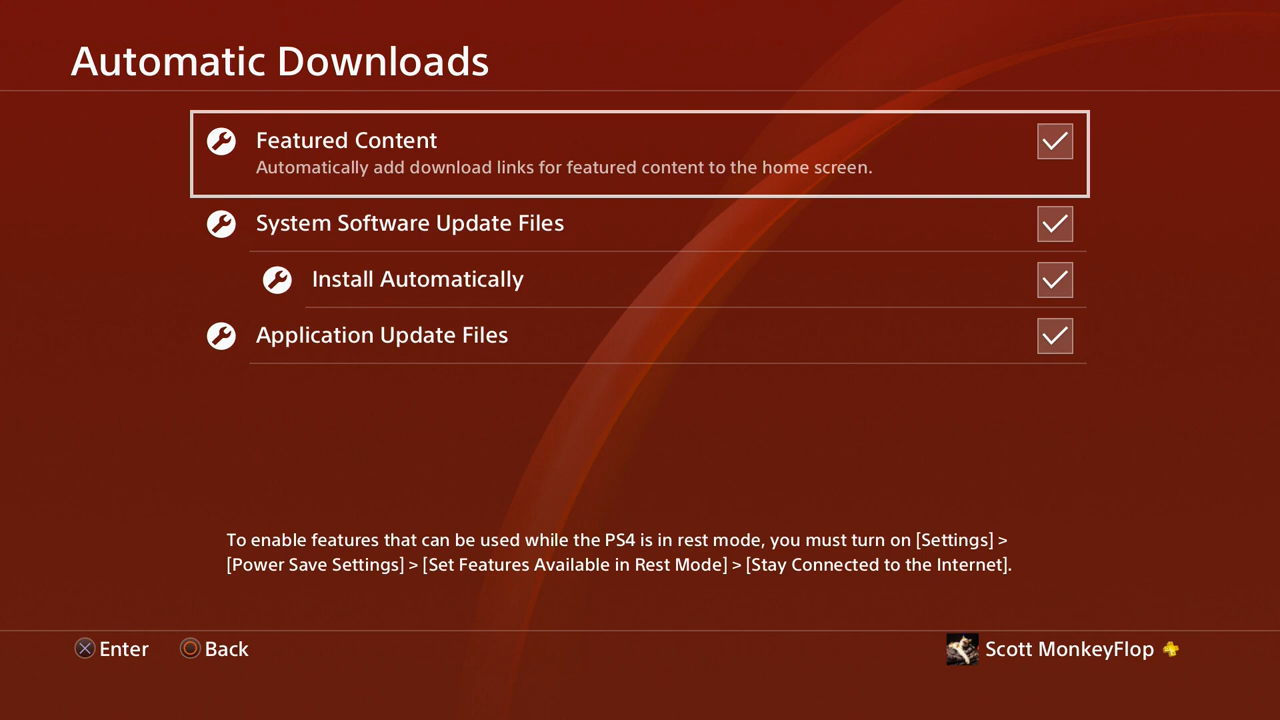 Automatic Downloads
Featured Content
Automatically add download links for featured content to the home screen.
System Software Update Files
Install Automatically
Application Update Files
To enable features that can be used while the PS4 is in rest mode, you must turn on [Settings] >
[Power Save Settings] > [Set Features Available in Rest Mode] > [Stay Connected to the Internet].
Enter
Back
Scott MonkeyFlop